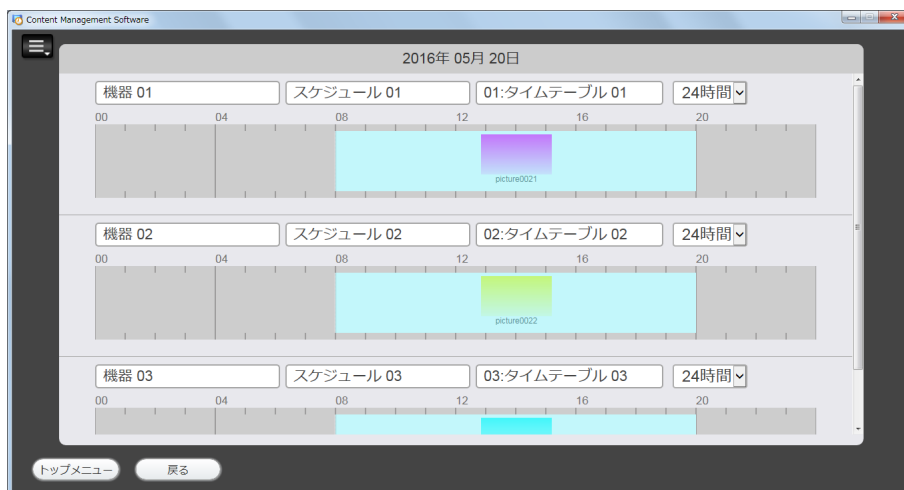 Content Management Software
2016年 05月 20日
機器 01 スケジュール 01 01:タイムテーブル 01 24時間
00 04 08 12 16 20
picture0021
機器 02 スケジュール 02 02:タイムテーブル 02 24時間
00 04 08 12 16 20
picture0022
機器 03 スケジュール 03 03:タイムテーブル 03 24時間
00 04 08 12 16 20
トップメニュー 戻る